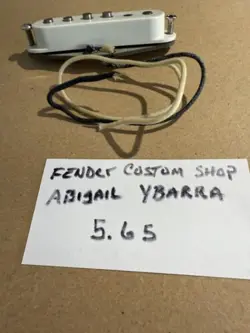 FENDEr CUSTOM SHOP
ABIgAIL YBARRA
5.65